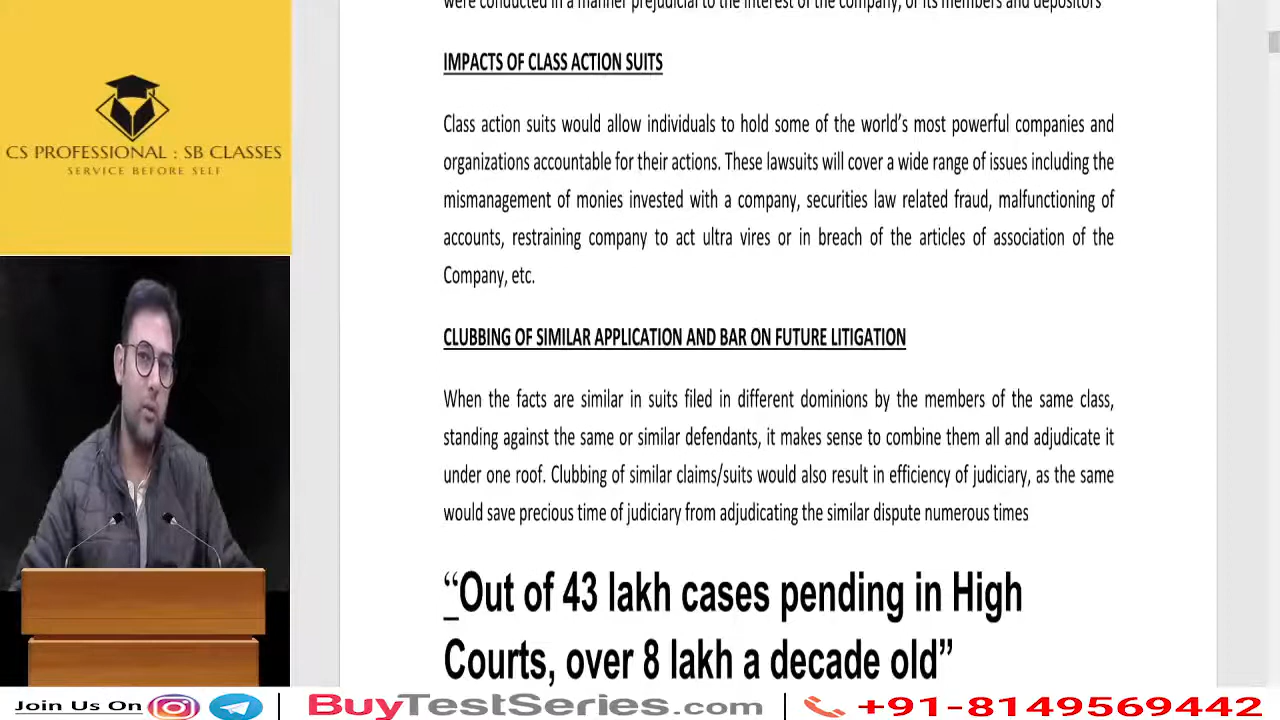 were conducted in a manner prejudicial to the interest of the company, or its members and depositors
IMPACTS OF CLASS ACTION SUITS
Class action suits would allow individuals to hold some of the world’s most powerful companies and
organizations accountable for their actions. These lawsuits will cover a wide range of issues including the
mismanagement of monies invested with a company, securities law related fraud, malfunctioning of
accounts, restraining company to act ultra vires or in breach of the articles of association of the
Company, etc.
CLUBBING OF SIMILAR APPLICATION AND BAR ON FUTURE LITIGATION
When the facts are similar in suits filed in different dominions by the members of the same class,
standing against the same or similar defendants, it makes sense to combine them all and adjudicate it
under one roof. Clubbing of similar claims/suits would also result in efficiency of judiciary, as the same
would save precious time of judiciary from adjudicating the similar dispute numerous times
“Out of 43 lakh cases pending in High
Courts, over 8 lakh a decade old”
CS PROFESSIONAL : SB CLASSES
SERVICE BEFORE SELF
Join Us On
BuyTestSeries.com
+91-8149569442